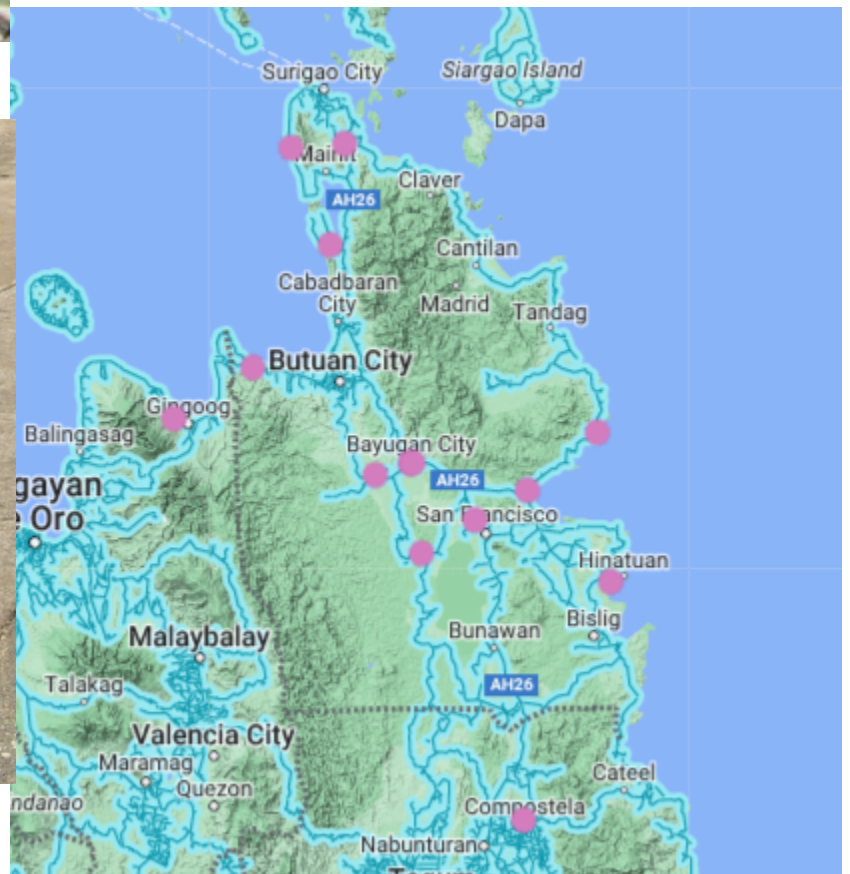 Surigao City
Siargao Island
Dapa
Mainit
Claver
AH26
Cantilan
Cabadbaran
City
Madrid
Tandag
Butuan City
Gingoog
Balingasag
Bayugan City
AH26
gayan
Oro
San Francisco
Hinatuan
Bislig
Bunawan
Malaybalay
Talakag
AH26
Valencia City
Maramag
Quezon
Cateel
ndanao
Compostela
Nabunturan